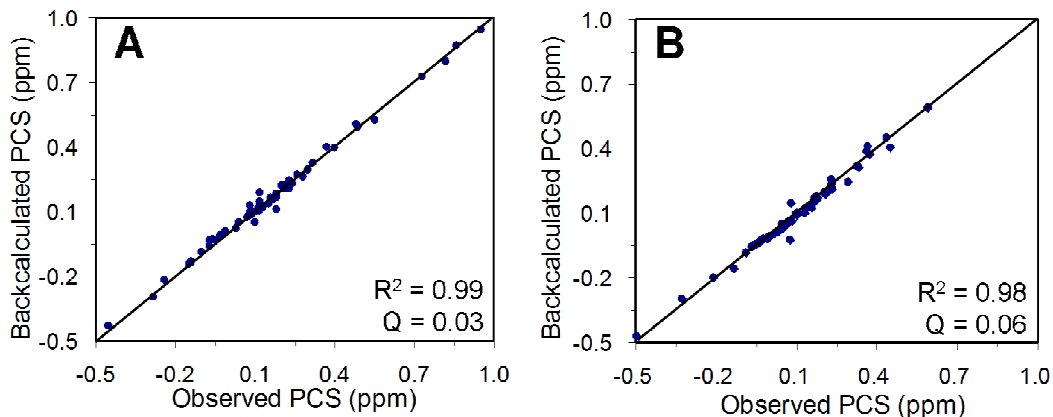 A
Backcalculated PCS (ppm)
1.0
0.7
0.4
0.1
-0.2
-0.5
R² = 0.99
Q = 0.03
-0.5 -0.2 0.1 0.4 0.7 1.0
Observed PCS (ppm)
B
Backcalculated PCS (ppm)
1.0
0.7
0.4
0.1
-0.2
-0.5
R² = 0.98
Q = 0.06
-0.5 -0.2 0.1 0.4 0.7 1.0
Observed PCS (ppm)